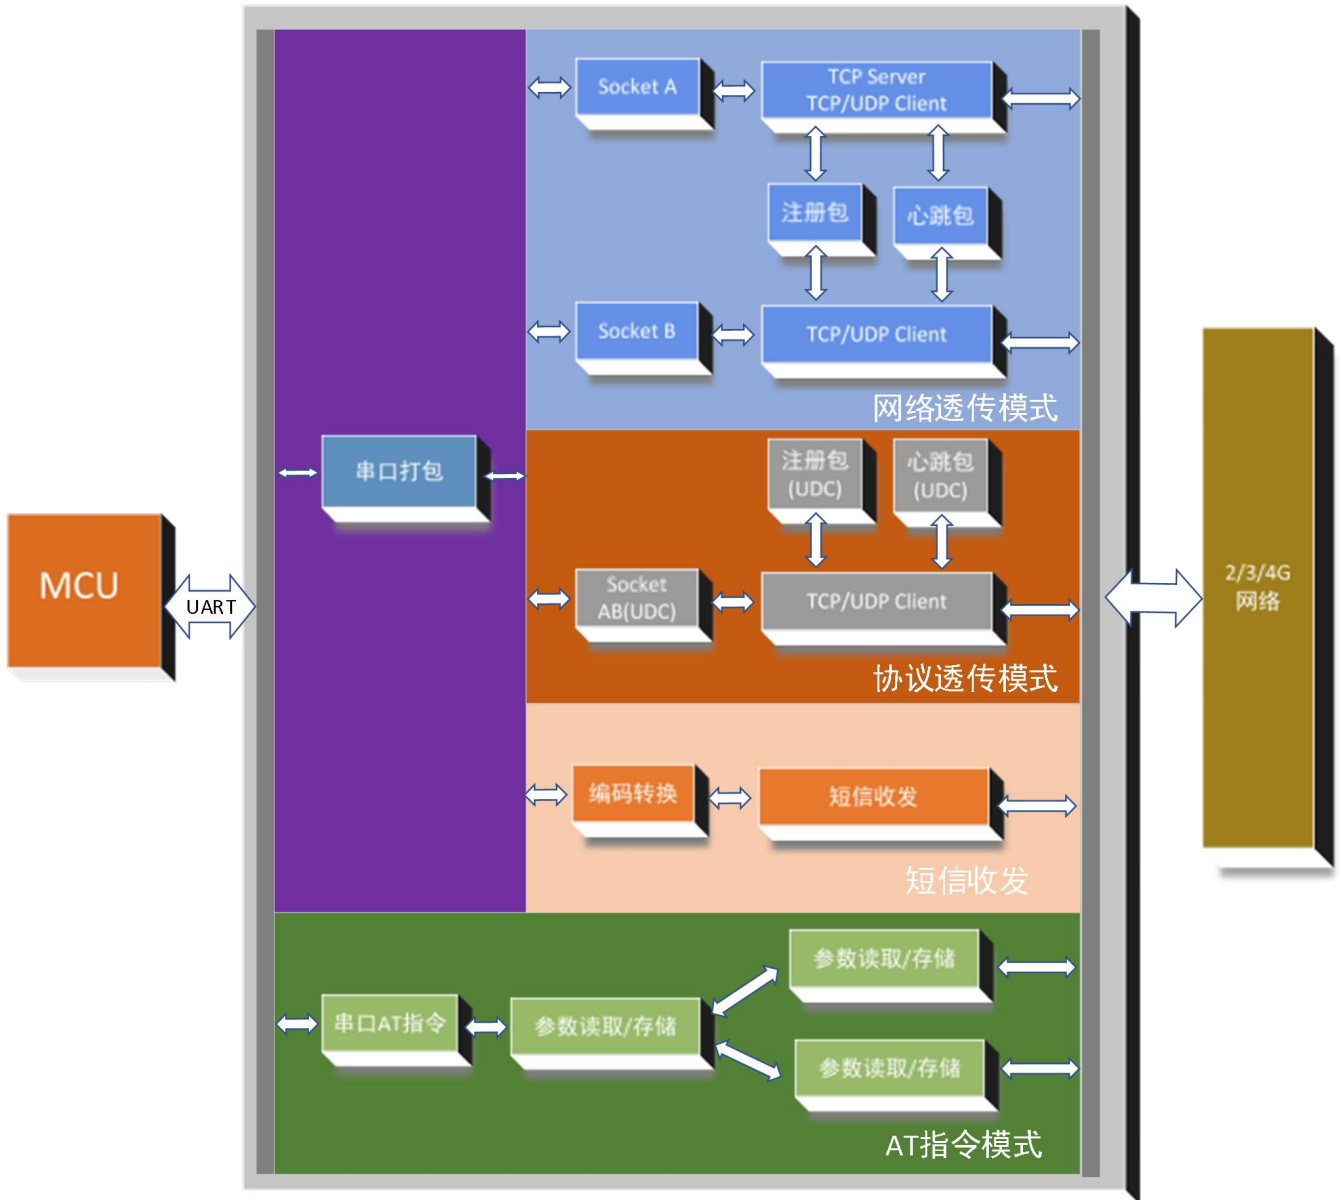 Socket A
TCP Server
TCP/UDP Client
注册包
心跳包
Socket B
TCP/UDP Client
网络透传模式
串口打包
注册包
(UDC)
心跳包
(UDC)
MCU
UART
Socket
AB(UDC)
TCP/UDP Client
2/3/4G
网络
协议透传模式
编码转换
短信收发
短信收发
参数读取/存储
串口AT指令
参数读取/存储
参数读取/存储
AT指令模式